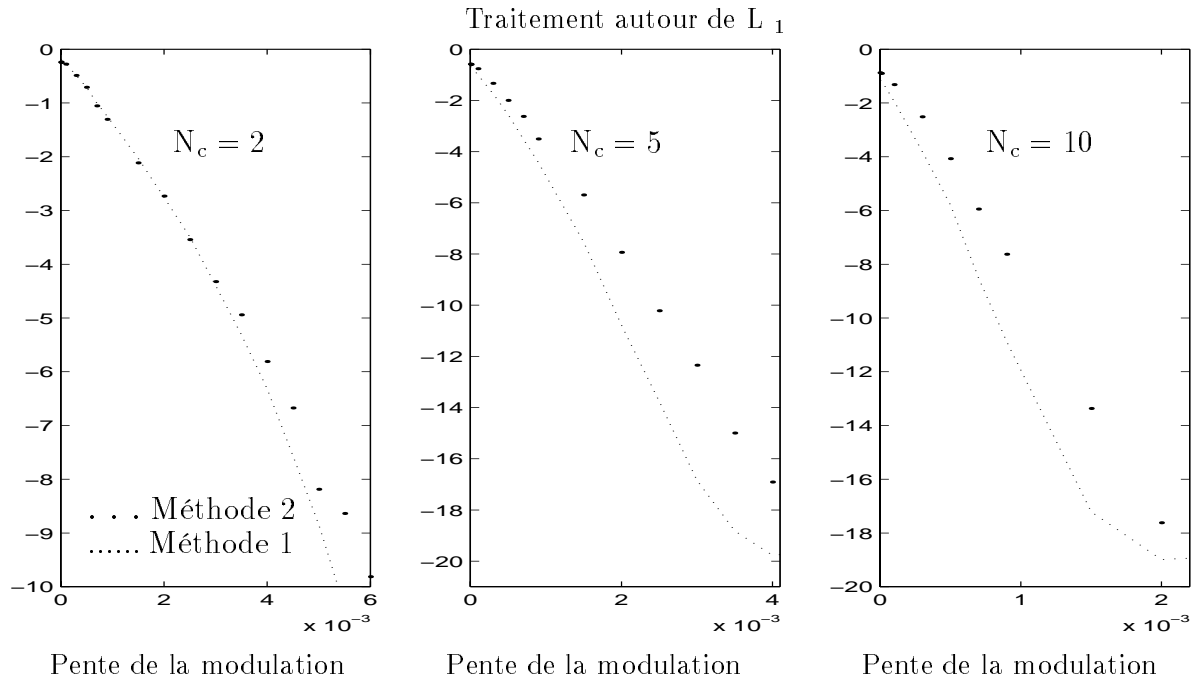 Traitement autour de L 1
0
−1
−2
−3
−4
−5
−6
−7
−8
−9
−10
N c = 2
Méthode 2
Méthode 1
0 2 4 6
x 10−3
Pente de la modulation
0
−2
−4
−6
−8
−10
−12
−14
−16
−18
−20
N c = 5
0 2 4
x 10−3
Pente de la modulation
0
−2
−4
−6
−8
−10
−12
−14
−16
−18
−20
N c = 10
0 1 2
x 10−3
Pente de la modulation